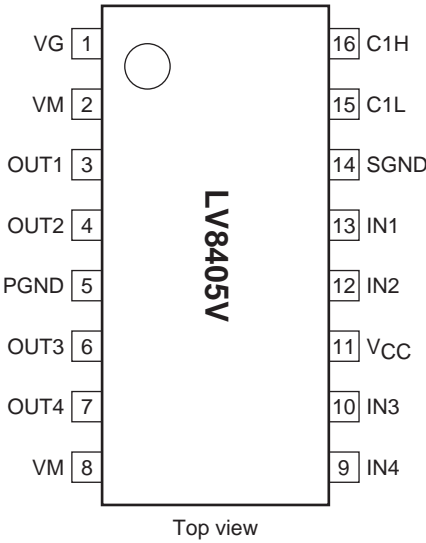 VG 1 16 C1H
VM 2 15 C1L
OUT1 3 14 SGND
OUT2 4 13 IN1
PGND 5 12 IN2
OUT3 6 11 VCC
OUT4 7 10 IN3
VM 8 9 IN4
LV8405V
Top view